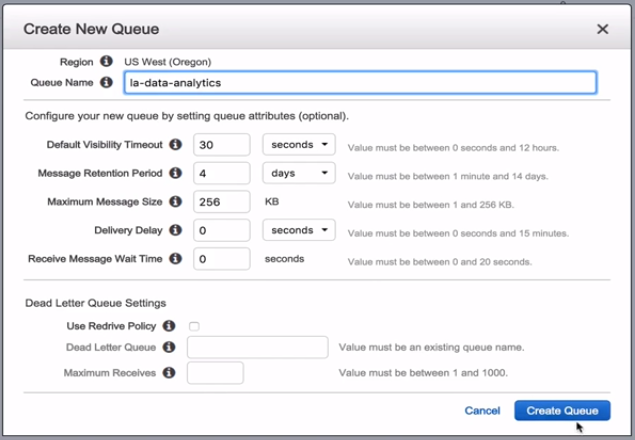 Create New Queue
Region US West (Oregon)
Queue Name la-data-analytics
Configure your new queue by setting queue attributes (optional).
Default Visibility Timeout 30 seconds Value must be between 0 seconds and 12 hours.
Message Retention Period 4 days Value must be between 1 minute and 14 days.
Maximum Message Size 256 KB Value must be between 1 and 256 KB.
Delivery Delay 0 seconds Value must be between 0 seconds and 15 minutes.
Receive Message Wait Time 0 seconds Value must be between 0 and 20 seconds.
Dead Letter Queue Settings
Use Redrive Policy
Dead Letter Queue Value must be an existing queue name.
Maximum Receives Value must be between 1 and 1000.
Cancel Create Queue